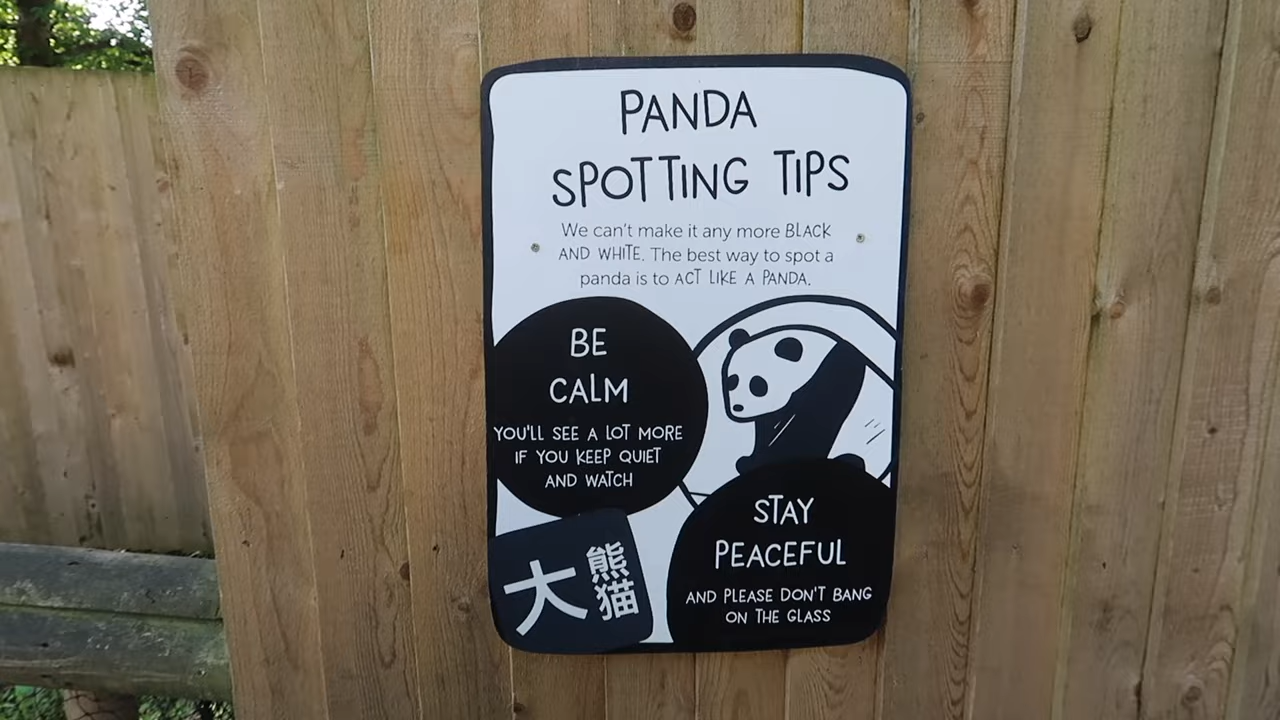 PANDA
SPOTTING TIPS
We can't make it any more BLACK
AND WHITE. The best way to spot a
panda is to ACT LIKE A PANDA.
BE
CALM
YOU'LL SEE A LOT MORE
IF YOU KEEP QUIET
AND WATCH
STAY
PEACEFUL
AND PLEASE DON'T BANG
ON THE GLASS
大熊猫